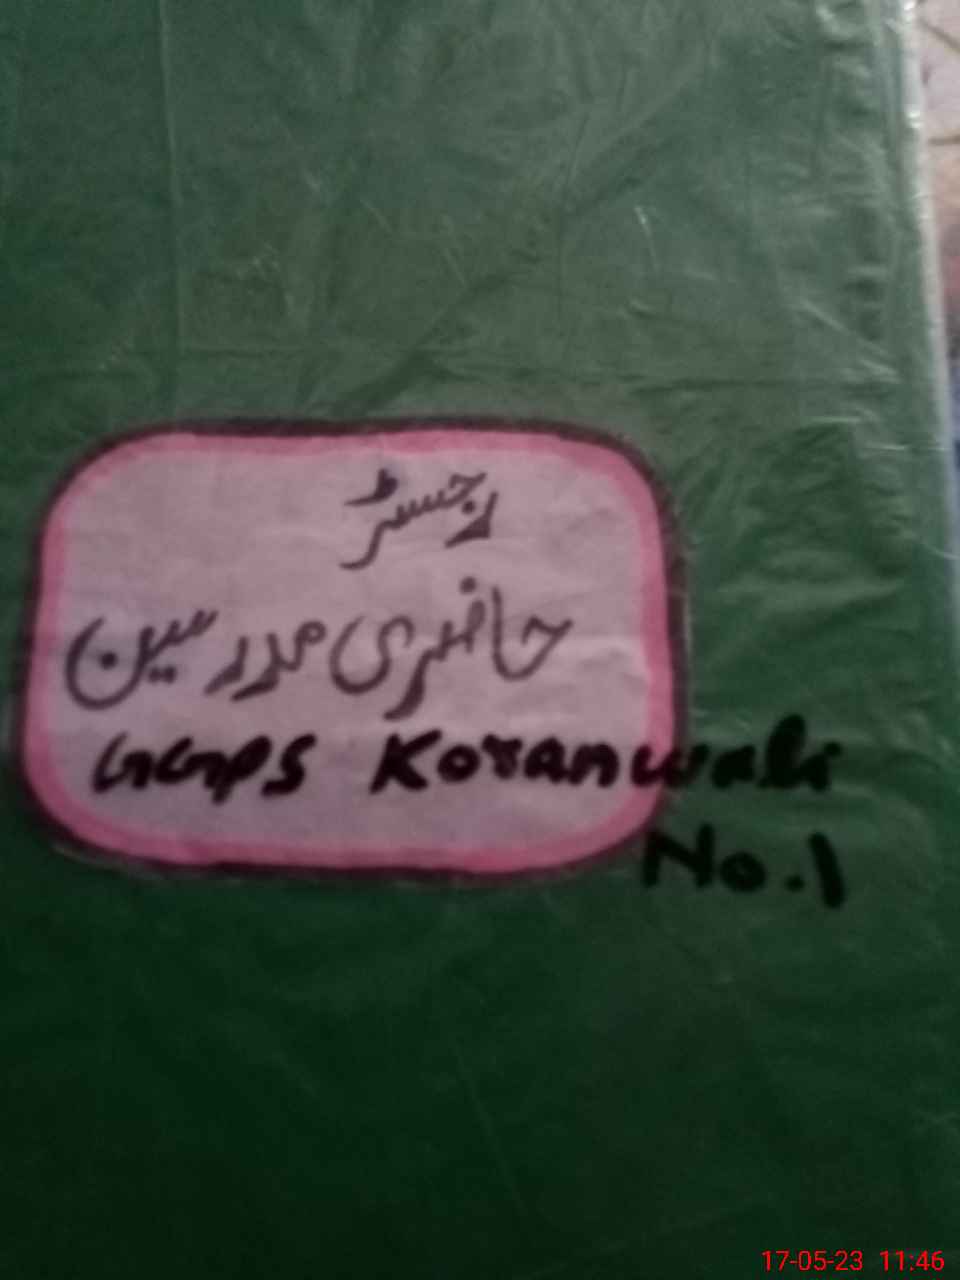 رجسٹر
حاضری مدرسین
GGPS Koranwali
No.1
17-05-23 11:46